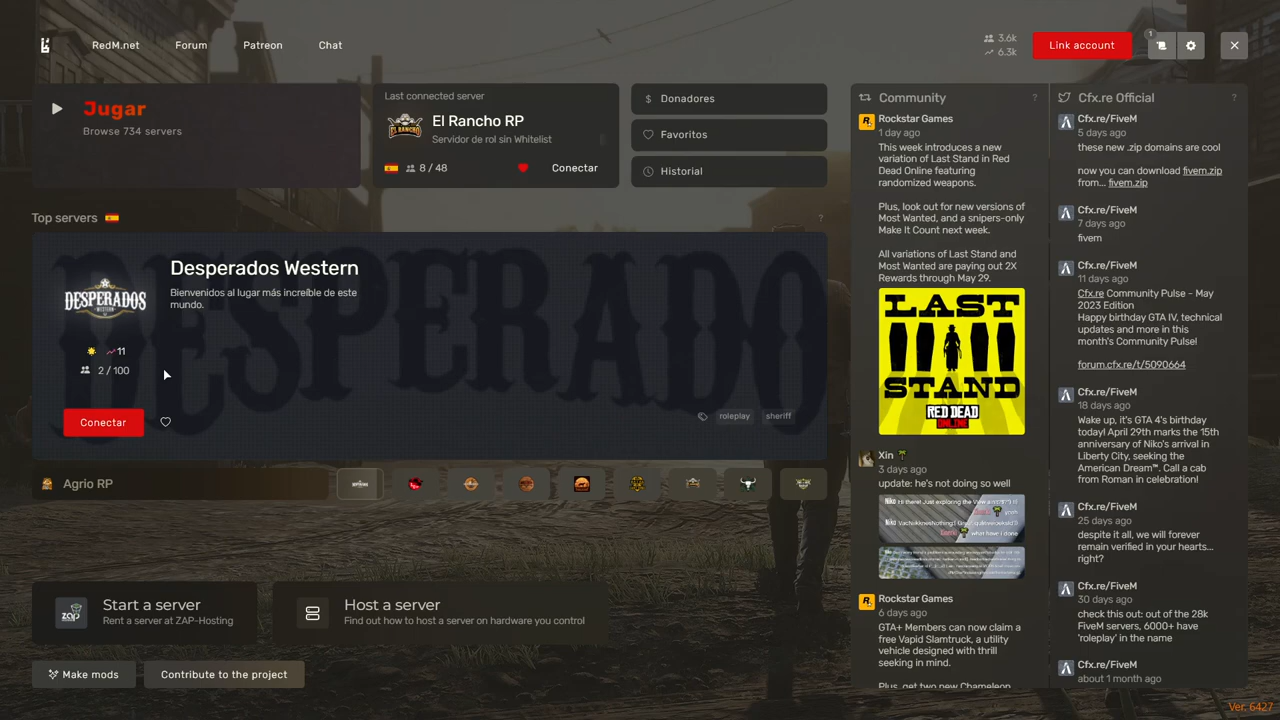 RedM.net
Forum
Patreon
Chat
3.6k
6.3k
Link account
1
Jugar
Browse 734 servers
Last connected server
El Rancho RP
Servidor de rol sin Whitelist
8 / 48
Conectar
$ Donadores
Favoritos
Historial
Top servers
?
Desperados Western
Bienvenidos al lugar más increíble de este
mundo.
DESPERADOS
WESTERN
DESPERADO
11
2 / 100
Conectar
roleplay
sheriff
Agrio RP
Start a server
Rent a server at ZAP-Hosting
ZAP
Host a server
Find out how to host a server on hardware you control
Make mods
Contribute to the project
Community
?
Rockstar Games
1 day ago
This week introduces a new
variation of Last Stand in Red
Dead Online featuring
randomized weapons.
Plus, look out for new versions of
Most Wanted, and a snipers-only
Make It Count next week.
All variations of Last Stand and
Most Wanted are paying out 2X
Rewards through May 29.
LAST
STAND
RED DEAD
ONLINE
Xin
3 days ago
update: he's not doing so well
Rockstar Games
6 days ago
GTA+ Members can now claim a
free Vapid Slamtruck, a utility
vehicle designed with thrill
seeking in mind.
Plus, get two new Chameleon
Cfx.re Official
?
Cfx.re/FiveM
5 days ago
these new .zip domains are cool
now you can download fivem.zip
from... fivem.zip
Cfx.re/FiveM
7 days ago
fivem
Cfx.re/FiveM
11 days ago
Cfx.re Community Pulse – May
2023 Edition
Happy birthday GTA IV, technical
updates and more in this
month's Community Pulse!
forum.cfx.re/t/5090664
Cfx.re/FiveM
18 days ago
Wake up, it's GTA 4's birthday
today! April 29th marks the 15th
anniversary of Niko's arrival in
Liberty City, seeking the
American Dream™. Call a cab
from Roman in celebration!
Cfx.re/FiveM
25 days ago
despite it all, we will forever
remain verified in your hearts...
right?
Cfx.re/FiveM
30 days ago
check this out: out of the 28k
FiveM servers, 6000+ have
'roleplay' in the name
Cfx.re/FiveM
about 1 month ago
Ver. 6427